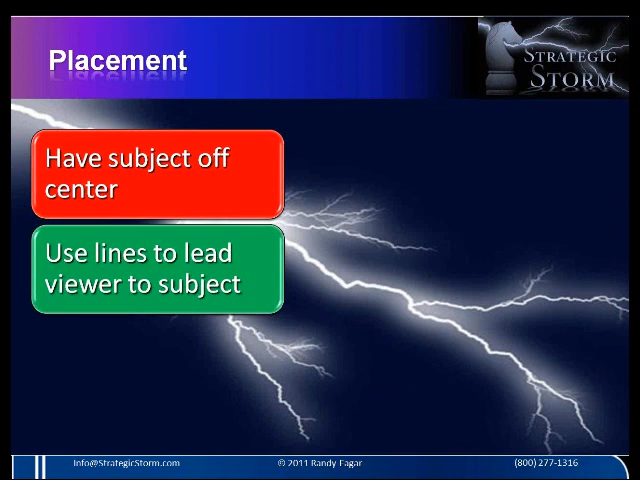 Placement
STRATEGIC
STORM
Have subject off
center
Use lines to lead
viewer to subject
Info@StrategicStorm.com
© 2011 Randy Fagar
(800) 277-1316